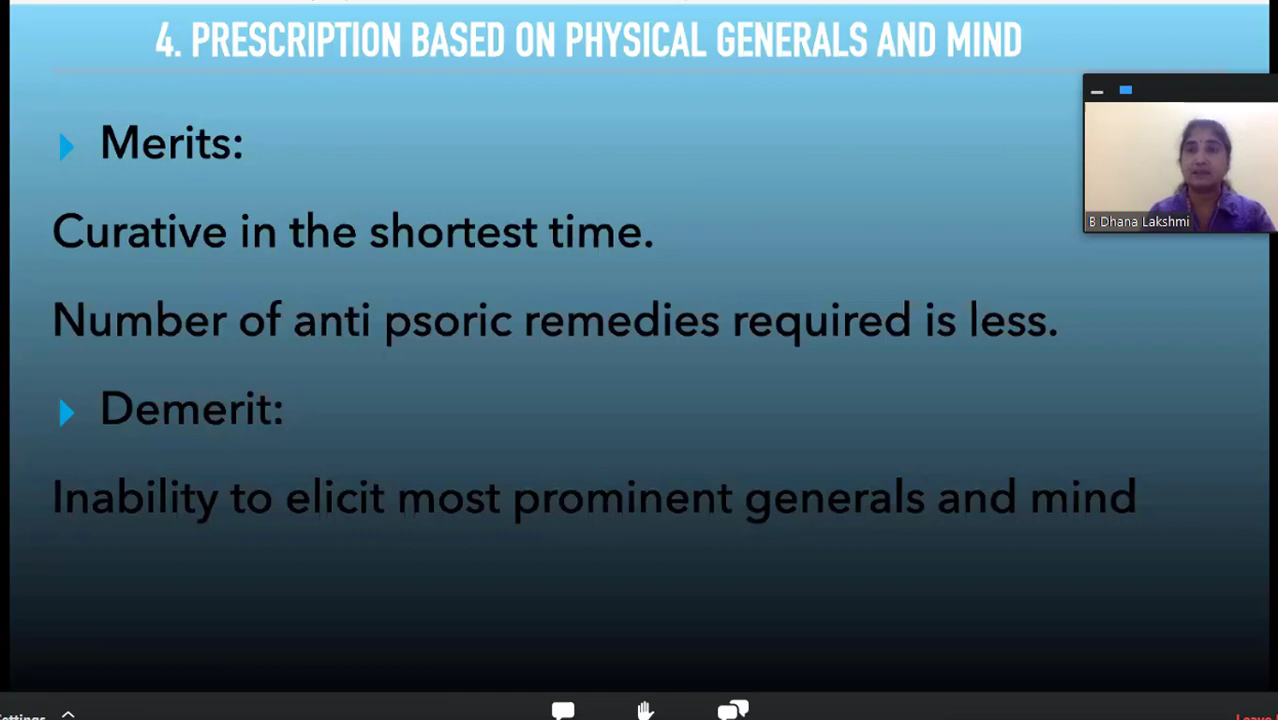 4. PRESCRIPTION BASED ON PHYSICAL GENERALS AND MIND
Merits:
B Dhana Lakshmi
Curative in the shortest time.
Number of anti psoric remedies required is less.
Demerit:
Inability to elicit most prominent generals and mind